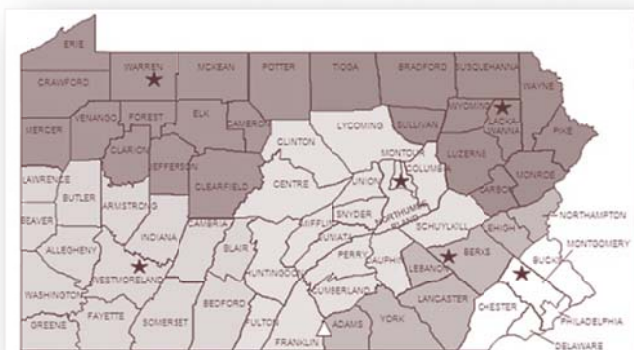 ERIE
CRAWFORD
WARREN
MCKEAN
POTTER
TIOGA
BRADFORD
SUSQUEHANNA
WAYNE
WYOMING
LACKA-
WANNA
PIKE
MERCER
VENANGO
FOREST
ELK
CAMERON
CLINTON
LYCOMING
SULLIVAN
LUZERNE
MONROE
CLARION
JEFFERSON
CLEARFIELD
CENTRE
UNION
MONTOUR
COLUMBIA
CARBON
LAWRENCE
BUTLER
ARMSTRONG
SNYDER
NORTHUMBER
LAND
SCHUYLKILL
LEHIGH
NORTHAMPTON
BEAVER
ALLEGHENY
INDIANA
CAMBRIA
BLAIR
MIFFLIN
JUNIATA
PERRY
DAUPHIN
LEBANON
BERKS
BUCKS
MONTGOMERY
WESTMORELAND
HUNTINGDON
CUMBERLAND
LANCASTER
CHESTER
PHILADELPHIA
DELAWARE
WASHINGTON
GREENE
FAYETTE
SOMERSET
BEDFORD
FULTON
FRANKLIN
ADAMS
YORK